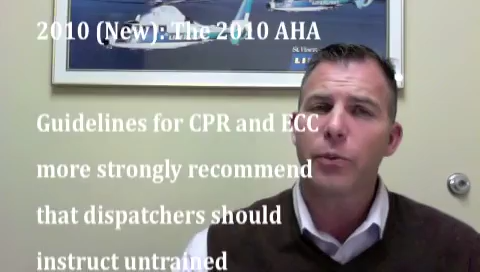 2010 (New): The 2010 AHA
Guidelines for CPR and ECC
more strongly recommend
that dispatchers should
instruct untrained